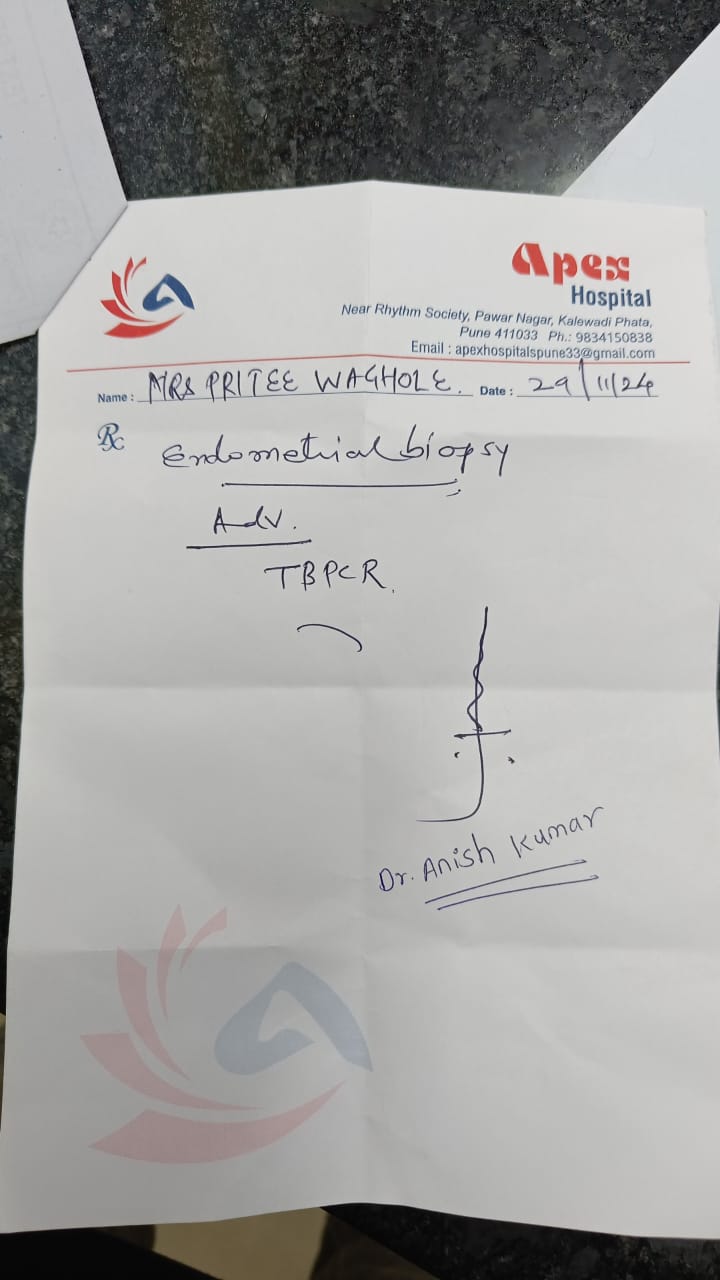 Apex
Hospital
Near Rhythm Society, Pawar Nagar, Kalewadi Phata,
Pune 411033 Ph.: 9834150838
Email : apexhospitalspune33@gmail.com
Name : MRS PRITEE WAGHOLE. Date : 29/11/24
Rx Endometrial biopsy
Adv.
TBPCR.
Dr. Anish Kumar